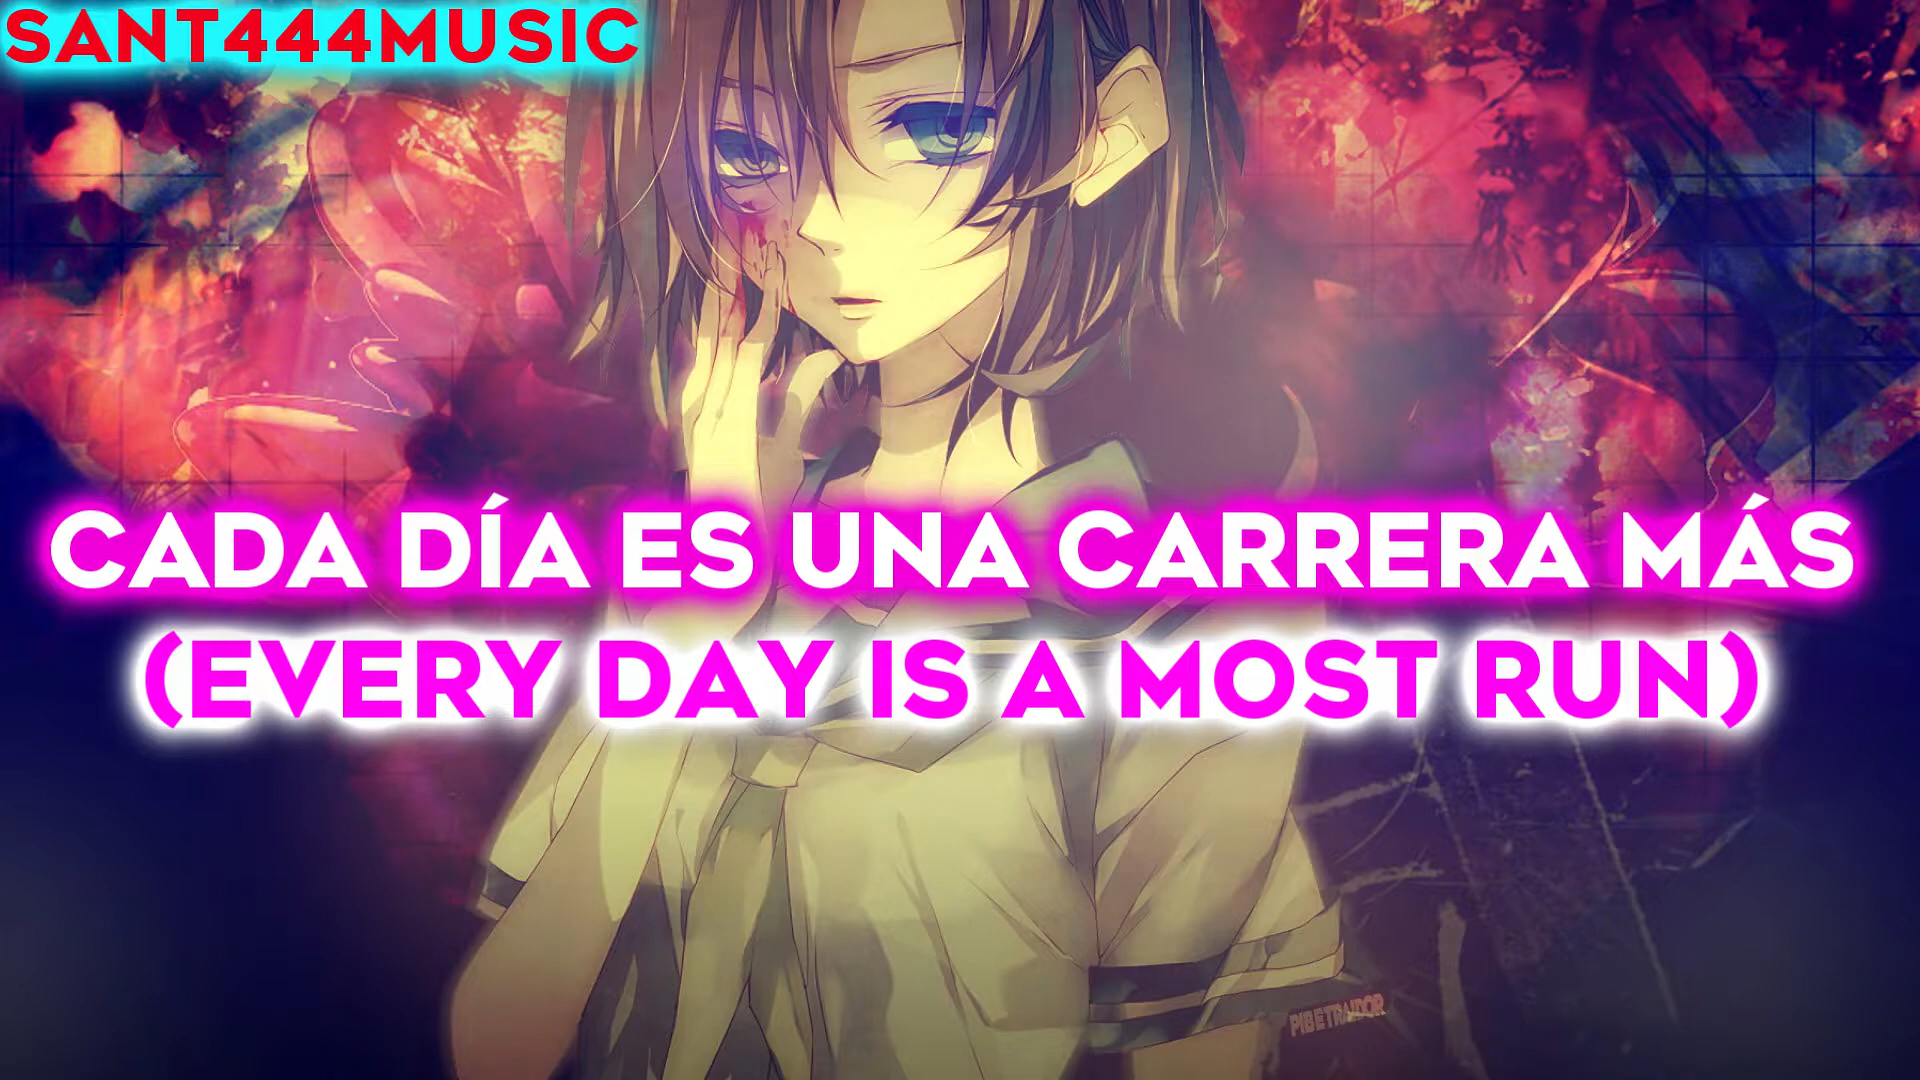 SANT444MUSIC
CADA DÍA ES UNA CARRERA MÁS
(EVERY DAY IS A MOST RUN)
PIBETRAIDOR